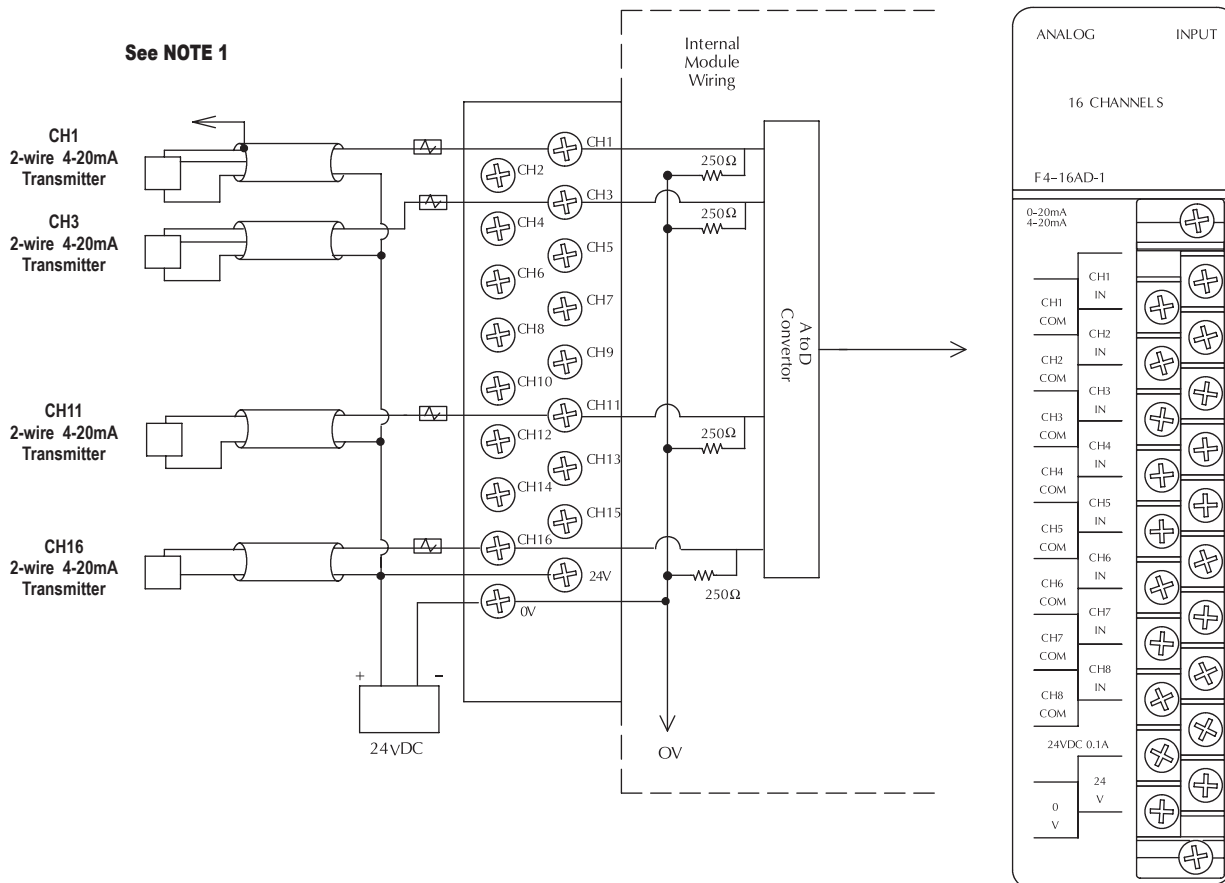 See NOTE 1
CH1
2-wire 4-20mA
Transmitter
CH3
2-wire 4-20mA
Transmitter
CH11
2-wire 4-20mA
Transmitter
CH16
2-wire 4-20mA
Transmitter
+
-
24VDC
CH1
CH2
CH3
CH4
CH5
CH6
CH7
CH8
CH9
CH10
CH11
CH12
CH13
CH14
CH15
CH16
24V
0V
Internal
Module
Wiring
250Ω
250Ω
250Ω
250Ω
A to D
Convertor
OV
ANALOG INPUT
16 CHANNELS
F4-16AD-1
0-20mA
4-20mA
CH1
IN
CH1
COM
CH2
IN
CH2
COM
CH3
IN
CH3
COM
CH4
IN
CH4
COM
CH5
IN
CH5
COM
CH6
IN
CH6
COM
CH7
IN
CH7
COM
CH8
IN
CH8
COM
24VDC 0.1A
24
V
0
V